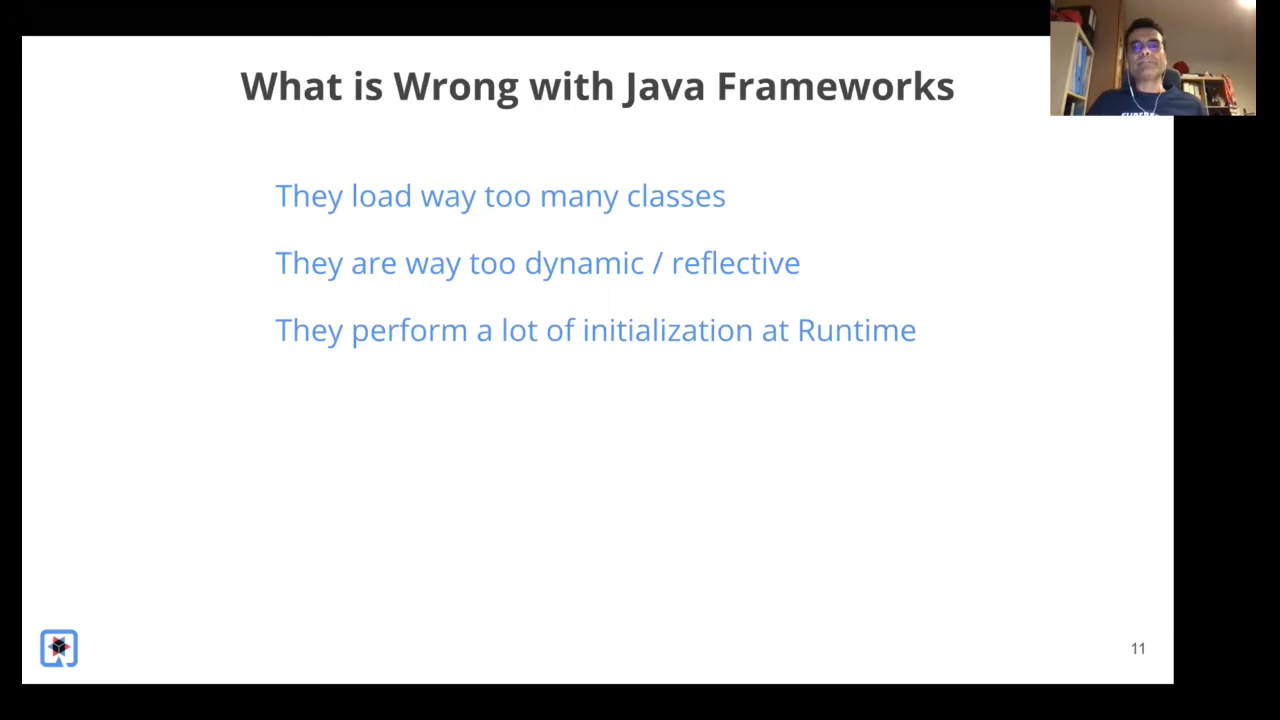 What is Wrong with Java Frameworks
They load way too many classes
They are way too dynamic / reflective
They perform a lot of initialization at Runtime
11